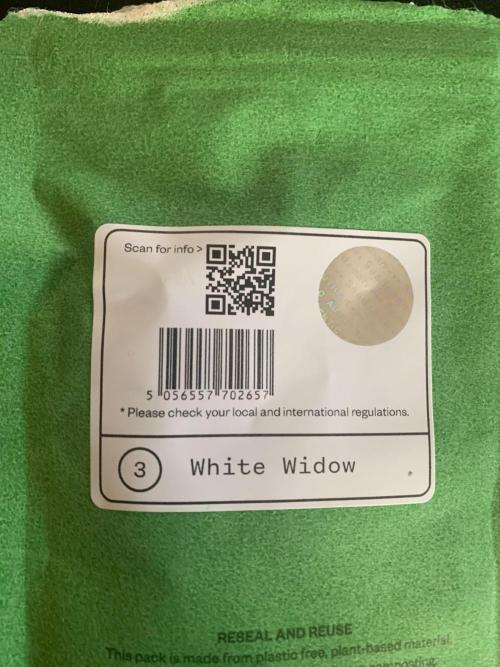 Scan for info >
5 056557 702657
* Please check your local and international regulations.
3 White Widow *
RESEAL AND REUSE
This pack is made from plastic free, plant-based material,